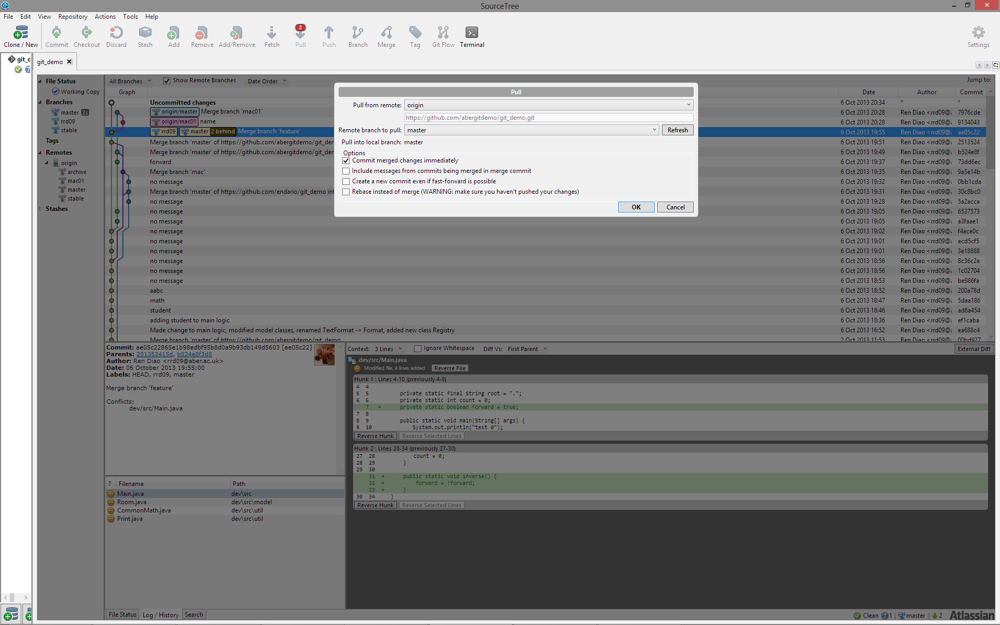 SourceTree
File Edit View Repository Actions Tools Help
Clone / New Commit Checkout Discard Stash Add Remove Add/Remove Fetch 2 Pull Push Branch Merge Tag Git Flow Terminal Settings
git_d
git_demo
File Status
Working Copy
Branches
master 2↓
rrd09
stable
Tags
Remotes
origin
archive
mac01
master
stable
Stashes
All Branches Show Remote Branches Date Order Jump to:
Graph Date Author Commit
Uncommitted changes 6 Oct 2013 20:34 * *
origin/master Merge branch 'mac01' 6 Oct 2013 20:28 Ren Diao <rrd09@ 7976cde
origin/mac01 name 6 Oct 2013 20:28 Ren Diao <rrd09@ 9134043
rrd09 master 2 behind Merge branch 'feature' 6 Oct 2013 19:55 Ren Diao <rrd09@ ae05c22
Merge branch 'master' of https://github.com/abergitdemo/git_der 6 Oct 2013 19:51 Ren Diao <rrd09@ 2513524
Merge branch 'master' of https://github.com/abergitdemo/git_der 6 Oct 2013 19:49 Ren Diao <rrd09@ b524e8f
forward 6 Oct 2013 19:37 Ren Diao <rrd09@ 73dd6ec
Merge branch 'mac' 6 Oct 2013 19:35 Ren Diao <rrd09@ 9a5e14b
no message 6 Oct 2013 19:32 Ren Diao <rrd09@ 0bb1cda
Merge branch 'master' of https://github.com/endario/git_demo int 6 Oct 2013 19:31 Ren Diao <rrd09@ 30c8bc0
no message 6 Oct 2013 19:28 Ren Diao <rrd09@ 5a2acca
no message 6 Oct 2013 19:05 Ren Diao <rrd09@ 6537573
no message 6 Oct 2013 19:05 Ren Diao <rrd09@ a3faae1
no message 6 Oct 2013 19:02 Ren Diao <rrd09@ f4ace0c
no message 6 Oct 2013 19:01 Ren Diao <rrd09@ ecd5cf5
no message 6 Oct 2013 19:01 Ren Diao <rrd09@ 3e18888
no message 6 Oct 2013 18:56 Ren Diao <rrd09@ 8c36c2e
no message 6 Oct 2013 18:56 Ren Diao <rrd09@ 1c02704
no message 6 Oct 2013 18:53 Ren Diao <rrd09@ be986fa
aabc 6 Oct 2013 18:52 Ren Diao <rrd09@ 200a78d
math 6 Oct 2013 18:47 Ren Diao <rrd09@ 5daa186
student 6 Oct 2013 18:46 Ren Diao <rrd09@ ad6a454
adding student to main logic 6 Oct 2013 18:36 Ren Diao <rrd09@ ef1caba
Made change to main logic, modified model classes, renamed TextFormat -> Format, added new class Registry 6 Oct 2013 16:52 Ren Diao <rrd09@ ea688c4
Merge branch 'master' of https://github.com/abergitdemo/git_demo 2 Oct 2013 11:53 Ren Diao <rrd09@ 00bd927
Pull
Pull from remote: origin
https://github.com/abergitdemo/git_demo.git
Remote branch to pull: master Refresh
Pull into local branch: master
Options
Commit merged changes immediately
Include messages from commits being merged in merge commit
Create a new commit even if fast-forward is possible
Rebase instead of merge (WARNING: make sure you haven't pushed your changes)
OK Cancel
Commit: ae05c22865e1b98edbf95b8d0a9b93db149d5603 [ae05c22]
Parents: 251352415d, b524e8f3d8
Author: Ren Diao <rrd09@aber.ac.uk>
Date: 06 October 2013 19:55:00
Labels: HEAD, rrd09, master
Merge branch 'feature'
Conflicts:
dev/src/Main.java
? Filename Path
Main.java dev\src
Room.java dev\src\model
CommonMath.java dev\src\util
Print.java dev\src\util
Context: 3 Lines Ignore Whitespace Diff Vs: First Parent External Diff
dev/src/Main.java
Modified file, 4 lines added Reverse File
Hunk 1 : Lines 4-10 (previously 4-9)
4 4
5 5 private static final String root = ".";
6 6 private static int count = 0;
7 + private static boolean forward = true;
7 8
8 9 public static void main(String[] args) {
9 10 System.out.println("test 0");
Reverse Hunk Reverse Selected Lines
Hunk 2 : Lines 28-34 (previously 27-30)
27 28 count = 0;
28 29 }
29 30
31 + public static void inverse() {
32 + forward = !forward;
33 + }
30 34 }
Reverse Hunk Reverse Selected Lines
File Status Log / History Search
Clean 1 master 2 Atlassian